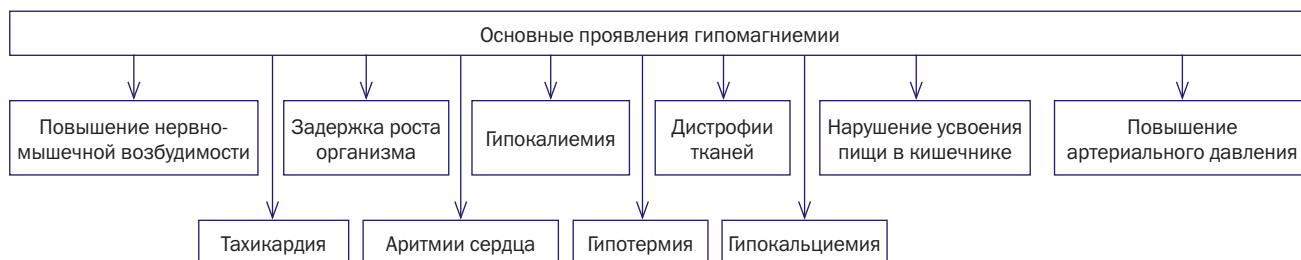 Основные проявления гипомагниемии
Повышение нервно-
мышечной возбудимости
Задержка роста
организма
Гипокалиемия
Дистрофии
тканей
Нарушение усвоения
пищи в кишечнике
Повышение
артериального давления
Тахикардия
Аритмии сердца
Гипотермия
Гипокальциемия